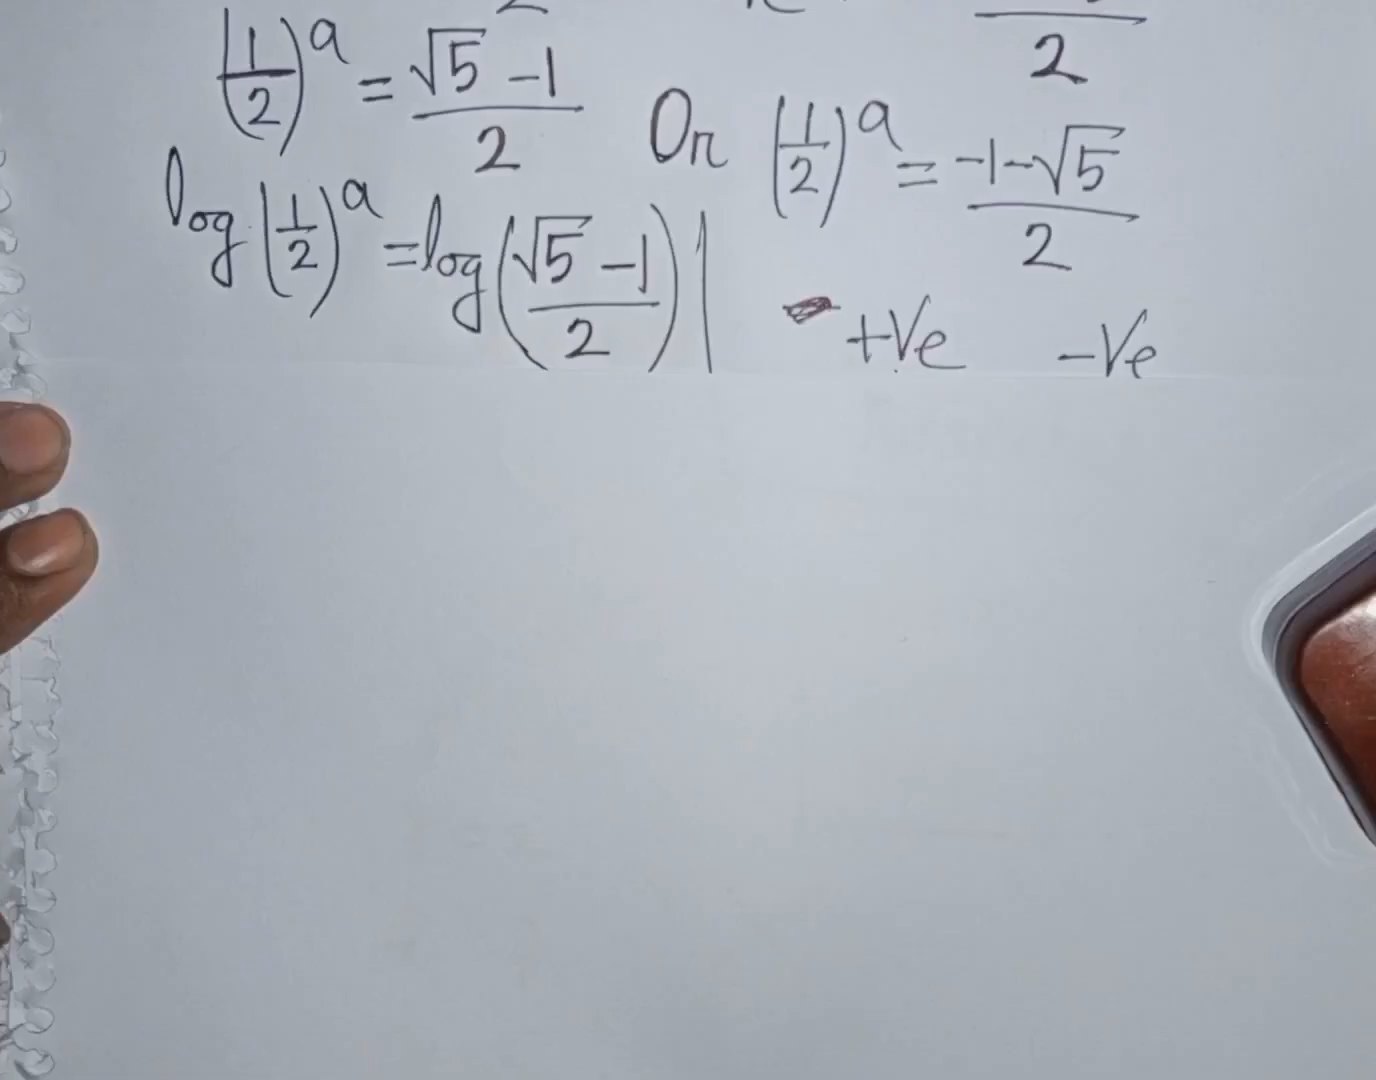 (1/2)^a = (√5 -1)/2 Or (1/2)^a = (-1-√5)/2
log(1/2)^a = log((√5 -1)/2) | +Ve -Ve